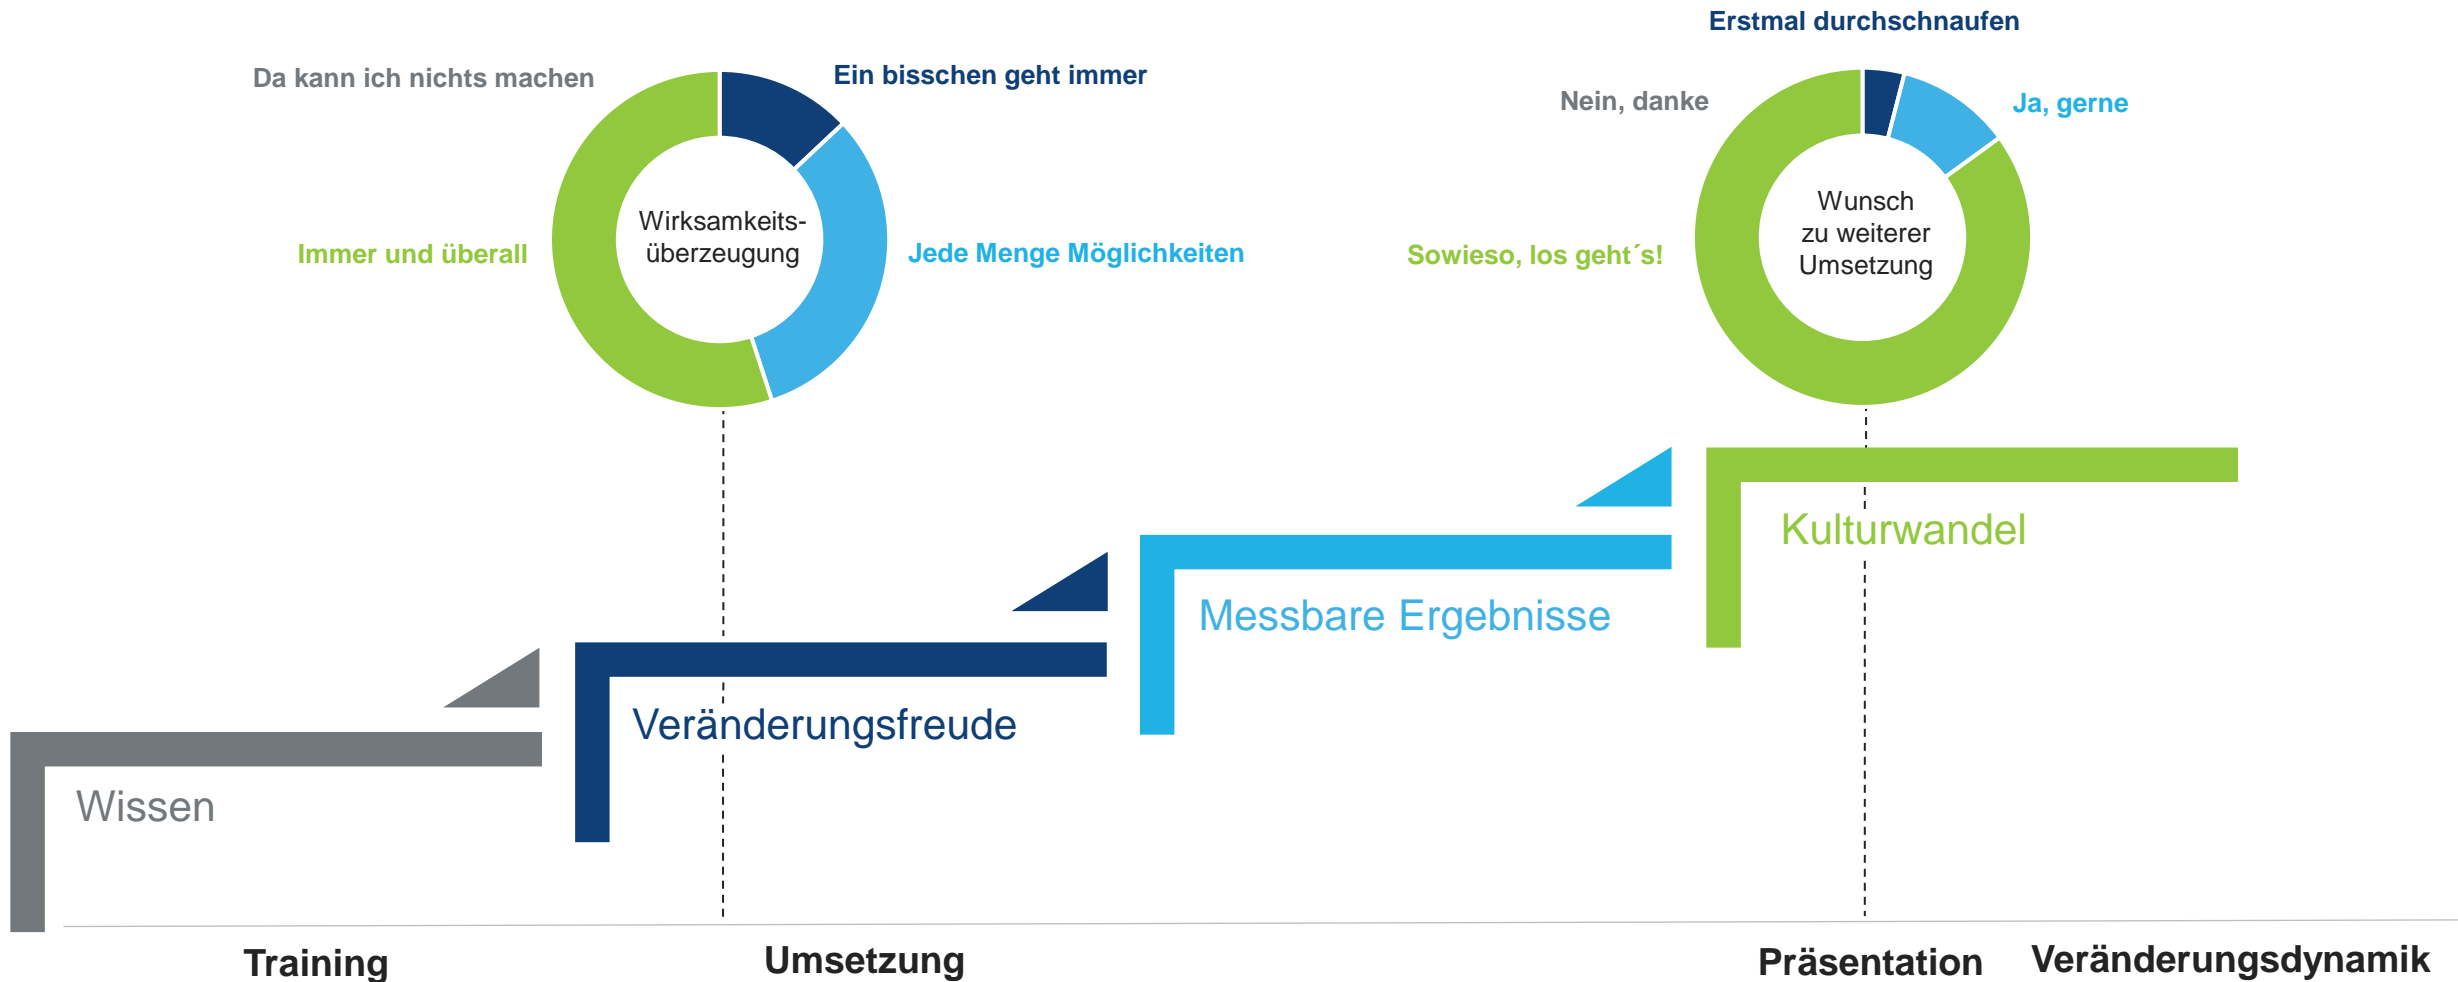 Erstmal durchschnaufen
Da kann ich nichts machen
Ein bisschen geht immer
Nein, danke
Ja, gerne
Wirksamkeits-
überzeugung
Immer und überall
Jede Menge Möglichkeiten
Wunsch
zu weiterer
Umsetzung
Sowieso, los geht´s!
Kulturwandel
Messbare Ergebnisse
Veränderungsfreude
Wissen
Training
Umsetzung
Präsentation
Veränderungsdynamik